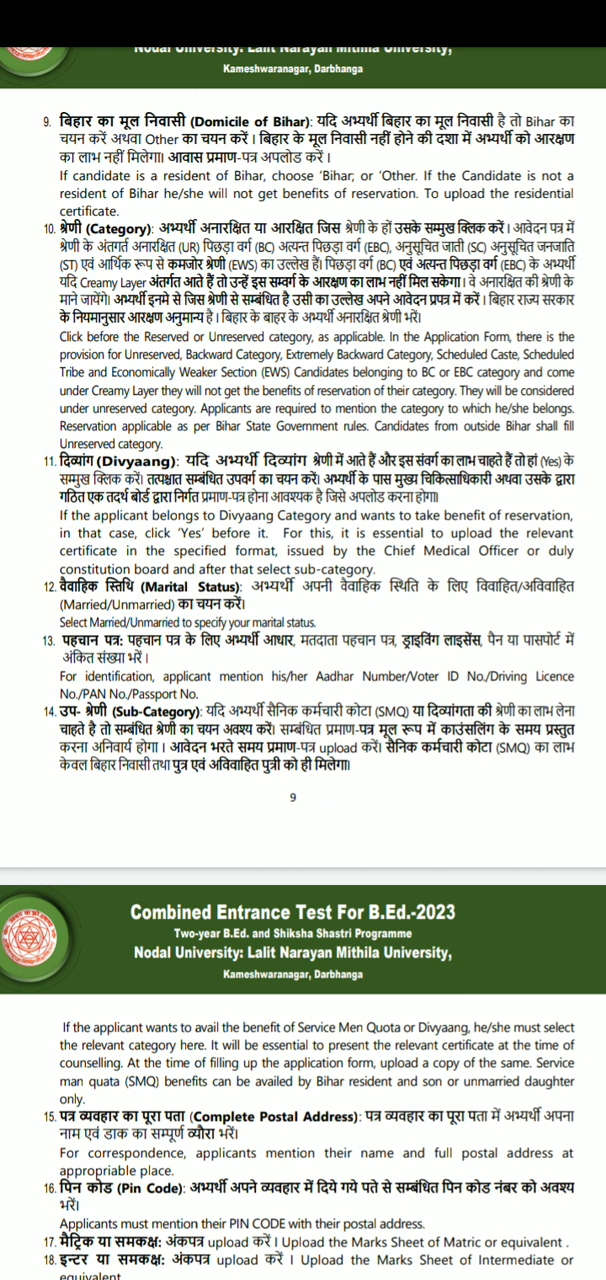 Nodal University: Lalit Narayan Mithila University,
Kameshwaranagar, Darbhanga
9. बिहार का मूल निवासी (Domicile of Bihar): यदि अभ्यर्थी बिहार का मूल निवासी है तो Bihar का
चयन करें अथवा Other का चयन करें । बिहार के मूल निवासी नहीं होने की दशा में अभ्यर्थी को आरक्षण
का लाभ नहीं मिलेगा। आवास प्रमाण-पत्र अपलोड करें ।
If candidate is a resident of Bihar, choose 'Bihar; or 'Other. If the Candidate is not a
resident of Bihar he/she will not get benefits of reservation. To upload the residential
certificate.
10. श्रेणी (Category): अभ्यर्थी अनारक्षित या आरक्षित जिस श्रेणी के हों उसके सम्मुख क्लिक करें । आवेदन पत्र में
श्रेणी के अंतगर्त अनारक्षित (UR) पिछड़ा वर्ग (BC) अत्यन्त पिछड़ा वर्ग (EBC), अनुसूचित जाती (SC) अनुसूचित जनजाति
(ST) एवं आर्थिक रूप से कमजोर श्रेणी (EWS) का उल्लेख हैं। पिछड़ा वर्ग (BC) एवं अत्यन्त पिछड़ा वर्ग (EBC) के अभ्यर्थी
यदि Creamy Layer अंतर्गत आते हैं तो उन्हें इस सम्वर्ग के आरक्षण का लाभ नहीं मिल सकेगा । वे अनारक्षित की श्रेणी के
माने जायेंगे। अभ्यर्थी इनमे से जिस श्रेणी से सम्बंधित है उसी का उल्लेख अपने आवेदन प्रपत्र में करें । बिहार राज्य सरकार
के नियमानुसार आरक्षण अनुमान्य है । बिहार के बाहर के अभ्यर्थी अनारक्षित श्रेणी भरें।
Click before the Reserved or Unreserved category, as applicable. In the Application Form, there is the
provision for Unreserved, Backward Category, Extremely Backward Category, Scheduled Caste, Scheduled
Tribe and Economically Weaker Section (EWS) Candidates belonging to BC or EBC category and come
under Creamy Layer they will not get the benefits of reservation of their category. They will be considered
under unreserved category. Applicants are required to mention the category to which he/she belongs.
Reservation applicable as per Bihar State Government rules. Candidates from outside Bihar shall fill
Unreserved category.
11. दिव्यांग (Divyaang): यदि अभ्यर्थी दिव्यांग श्रेणी में आते हैं और इस संवर्ग का लाभ चाहते हैं तो हां (Yes) के
सम्मुख क्लिक करें। तत्पश्चात सम्बंधित उपवर्ग का चयन करें। अभ्यर्थी के पास मुख्य चिकित्साधिकारी अथवा उसके द्वारा
गठित एक तदर्थ बोर्ड द्वारा निर्गत प्रमाण-पत्र होना आवश्यक है जिसे अपलोड करना होगा।
If the applicant belongs to Divyaang Category and wants to take benefit of reservation,
in that case, click 'Yes' before it. For this, it is essential to upload the relevant
certificate in the specified format, issued by the Chief Medical Officer or duly
constitution board and after that select sub-category.
12. वैवाहिक स्तिथि (Marital Status): अभ्यर्थी अपनी वैवाहिक स्थिति के लिए विवाहित/अविवाहित
(Married/Unmarried) का चयन करें।
Select Married/Unmarried to specify your marital status.
13. पहचान पत्र: पहचान पत्र के लिए अभ्यर्थी आधार, मतदाता पहचान पत्र, ड्राइविंग लाइसेंस, पैन या पासपोर्ट में
अंकित संख्या भरें ।
For identification, applicant mention his/her Aadhar Number/Voter ID No./Driving Licence
No./PAN No./Passport No.
14. उप- श्रेणी (Sub-Category): यदि अभ्यर्थी सैनिक कर्मचारी कोटा (SMQ) या दिव्यांगता की श्रेणी का लाभ लेना
चाहते है तो सम्बंधित श्रेणी का चयन अवश्य करें। सम्बंधित प्रमाण-पत्र मूल रूप में काउंसलिंग के समय प्रस्तुत
करना अनिवार्य होगा । आवेदन भरते समय प्रमाण-पत्र upload करें। सैनिक कर्मचारी कोटा (SMQ) का लाभ
केवल बिहार निवासी तथा पुत्र एवं अविवाहित पुत्री को ही मिलेगा।
9
Combined Entrance Test For B.Ed.-2023
Two-year B.Ed. and Shiksha Shastri Programme
Nodal University: Lalit Narayan Mithila University,
Kameshwaranagar, Darbhanga
If the applicant wants to avail the benefit of Service Men Quota or Divyaang, he/she must select
the relevant category here. It will be essential to present the relevant certificate at the time of
counselling. At the time of filling up the application form, upload a copy of the same. Service
man quata (SMQ) benefits can be availed by Bihar resident and son or unmarried daughter
only.
15. पत्र व्यवहार का पूरा पता (Complete Postal Address): पत्र व्यवहार का पूरा पता में अभ्यर्थी अपना
नाम एवं डाक का सम्पूर्ण व्यौरा भरें।
For correspondence, applicants mention their name and full postal address at
appropriable place.
16. पिन कोड (Pin Code): अभ्यर्थी अपने व्यवहार में दिये गये पते से सम्बंधित पिन कोड नंबर को अवश्य
भरें।
Applicants must mention their PIN CODE with their postal address.
17. मैट्रिक या समकक्ष: अंकपत्र upload करें । Upload the Marks Sheet of Matric or equivalent .
18. इन्टर या समकक्ष: अंकपत्र upload करें । Upload the Marks Sheet of Intermediate or
equivalent